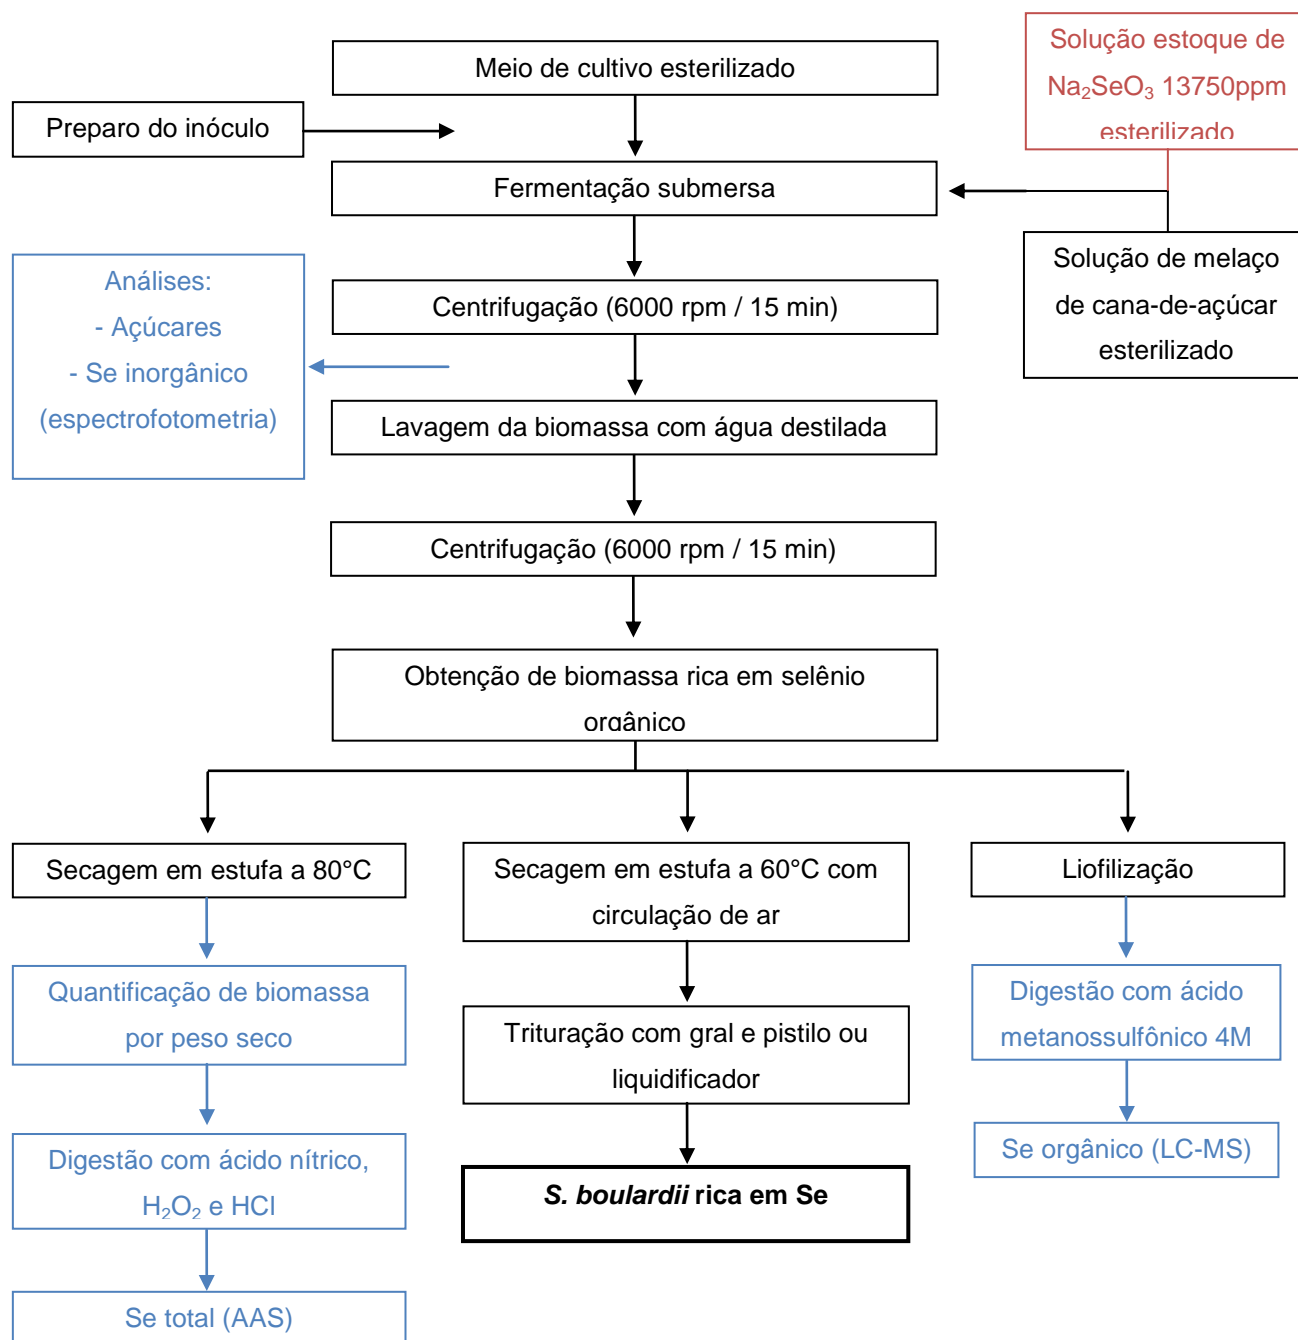 Meio de cultivo esterilizado
Solução estoque de
Na₂SeO₃ 13750ppm
esterilizado
Preparo do inóculo
Fermentação submersa
Solução de melaço
de cana-de-açúcar
esterilizado
Análises:
- Açúcares
- Se inorgânico
(espectrofotometria)
Centrifugação (6000 rpm / 15 min)
Lavagem da biomassa com água destilada
Centrifugação (6000 rpm / 15 min)
Obtenção de biomassa rica em selênio
orgânico
Secagem em estufa a 80°C
Quantificação de biomassa
por peso seco
Digestão com ácido nítrico,
H₂O₂ e HCl
Se total (AAS)
Secagem em estufa a 60°C com
circulação de ar
Trituração com gral e pistilo ou
liquidificador
S. boulardii rica em Se
Liofilização
Digestão com ácido
metanossulfônico 4M
Se orgânico (LC-MS)